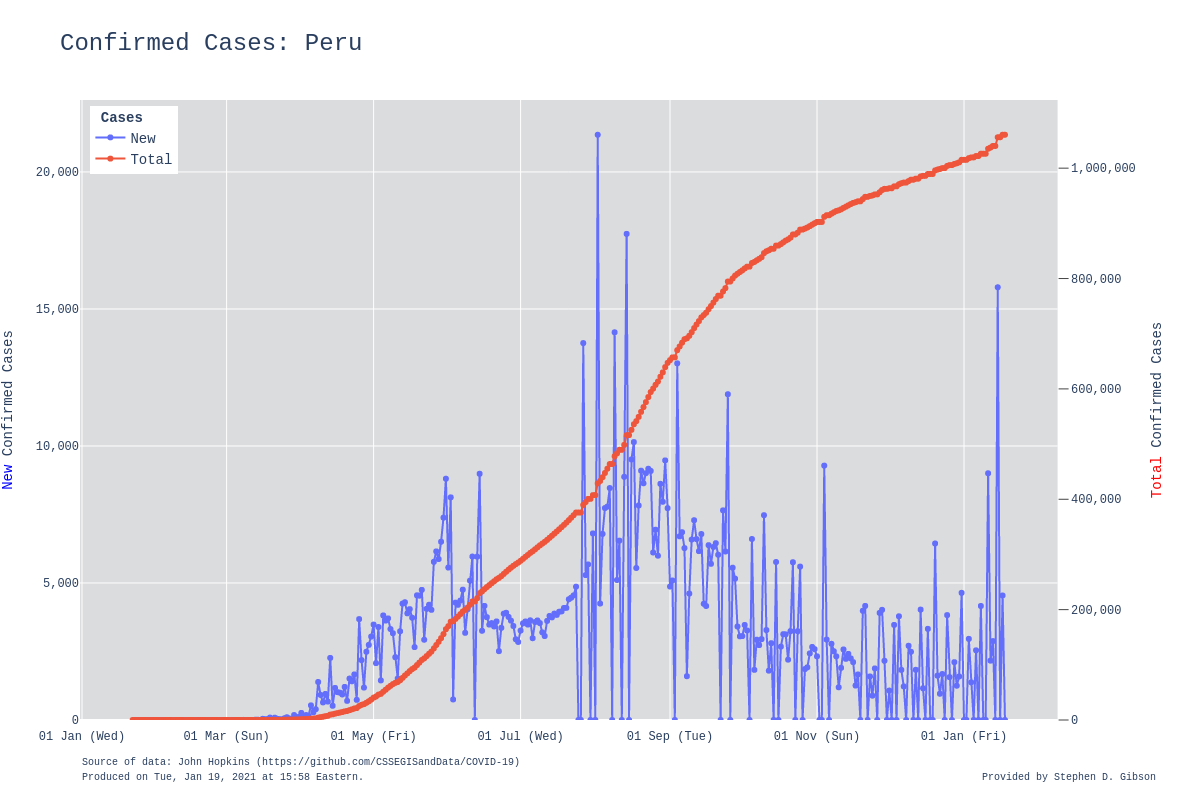 Confirmed Cases: Peru
Cases
New
Total
20,000
15,000
10,000
5,000
0
New Confirmed Cases
1,000,000
800,000
600,000
400,000
200,000
0
Total Confirmed Cases
01 Jan (Wed) 01 Mar (Sun) 01 May (Fri) 01 Jul (Wed) 01 Sep (Tue) 01 Nov (Sun) 01 Jan (Fri)
Source of data: John Hopkins (https://github.com/CSSEGISandData/COVID-19)
Produced on Tue, Jan 19, 2021 at 15:58 Eastern.
Provided by Stephen D. Gibson